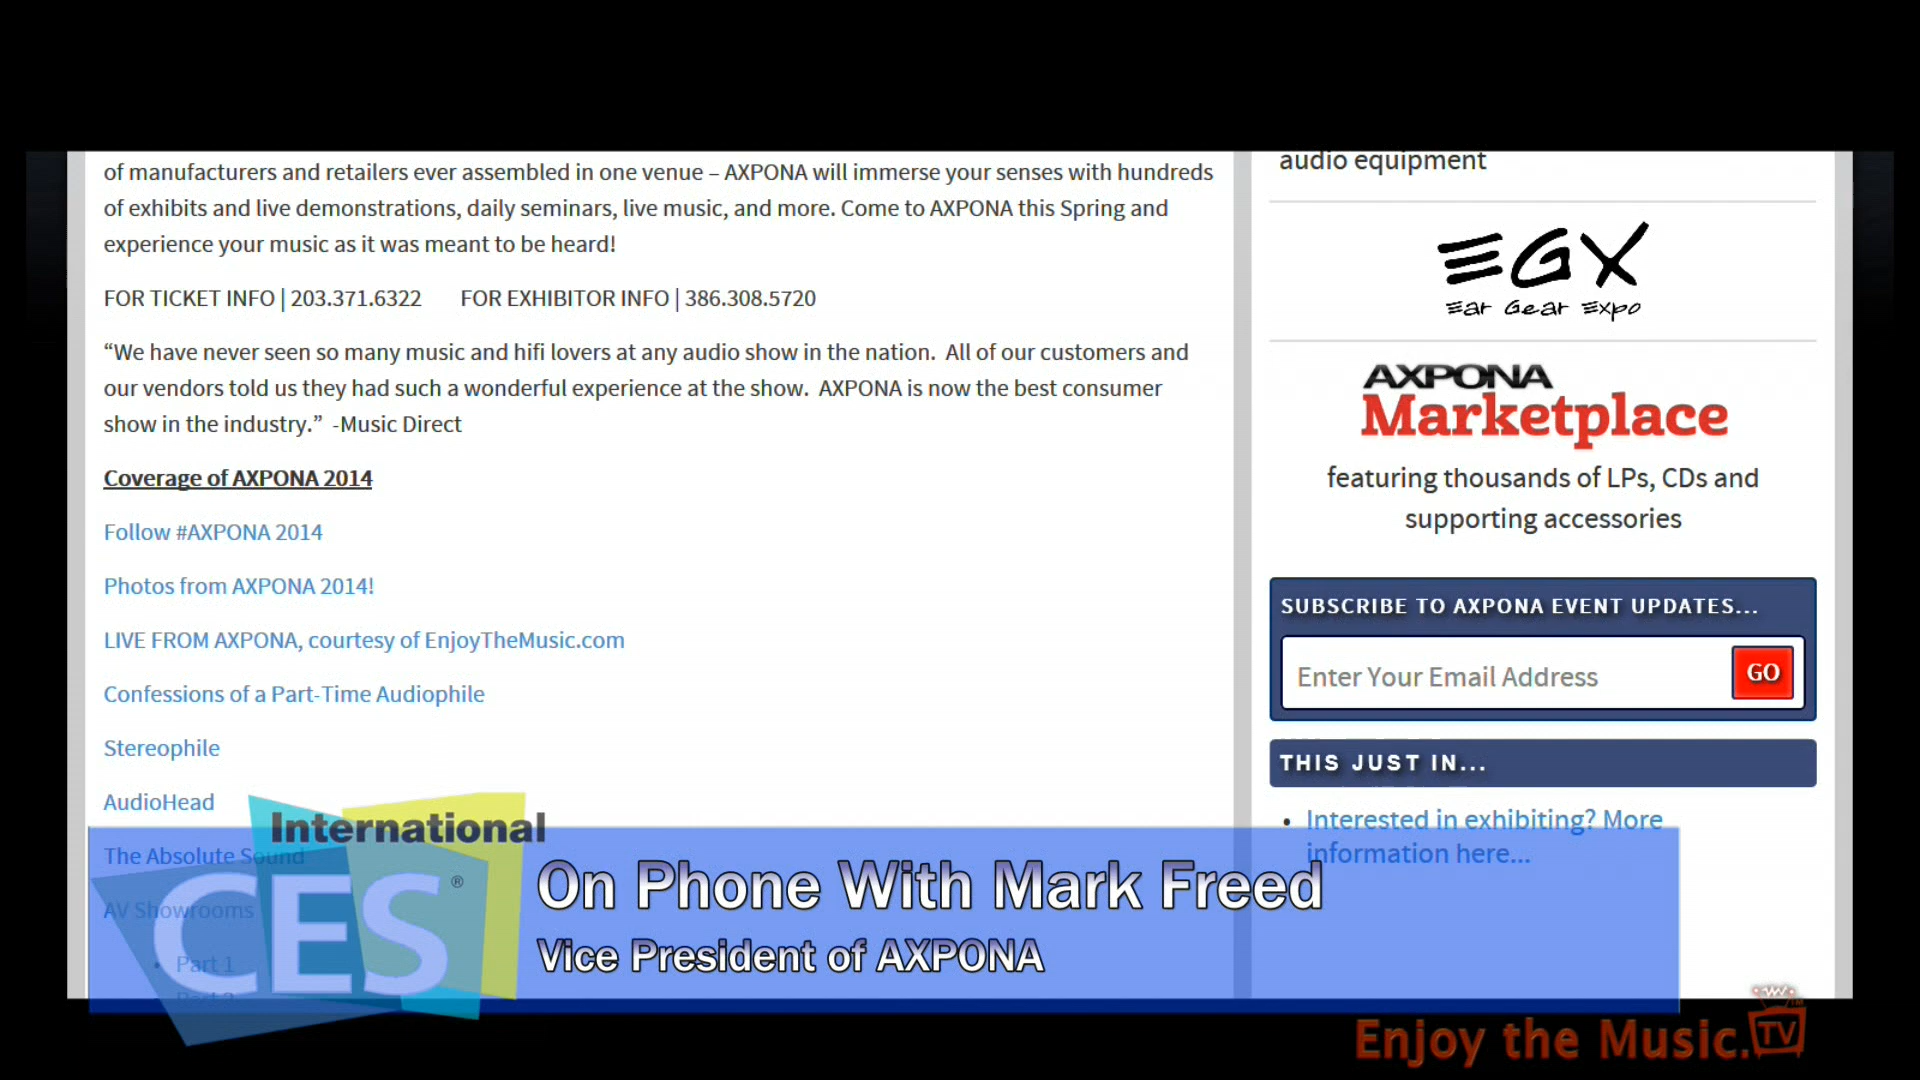 of manufacturers and retailers ever assembled in one venue – AXPONA will immerse your senses with hundreds
of exhibits and live demonstrations, daily seminars, live music, and more. Come to AXPONA this Spring and
experience your music as it was meant to be heard!
FOR TICKET INFO | 203.371.6322 FOR EXHIBITOR INFO | 386.308.5720
“We have never seen so many music and hifi lovers at any audio show in the nation. All of our customers and
our vendors told us they had such a wonderful experience at the show. AXPONA is now the best consumer
show in the industry.” -Music Direct
Coverage of AXPONA 2014
Follow #AXPONA 2014
Photos from AXPONA 2014!
LIVE FROM AXPONA, courtesy of EnjoyTheMusic.com
Confessions of a Part-Time Audiophile
Stereophile
AudioHead
The Absolute Sound
AV Showrooms
• Part 1
• Part 2
audio equipment
EGX
Ear Gear Expo
AXPONA
Marketplace
featuring thousands of LPs, CDs and
supporting accessories
SUBSCRIBE TO AXPONA EVENT UPDATES...
Enter Your Email Address GO
THIS JUST IN...
• Interested in exhibiting? More
information here...
International
CES®
On Phone With Mark Freed
Vice President of AXPONA
Enjoy the Music.TV™